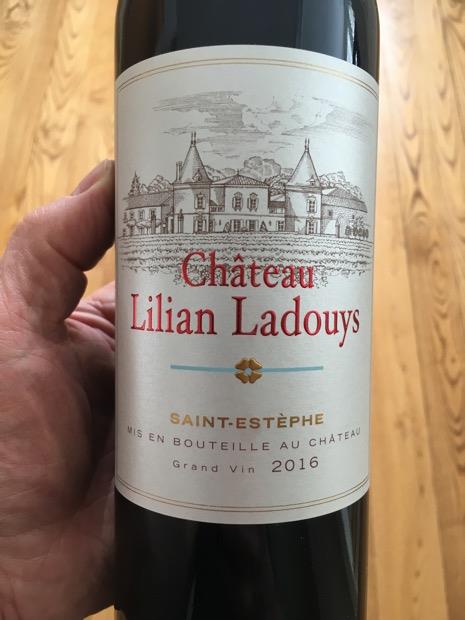 Château
Lilian Ladouys
SAINT-ESTÈPHE
MIS EN BOUTEILLE AU CHÂTEAU
Grand Vin 2016